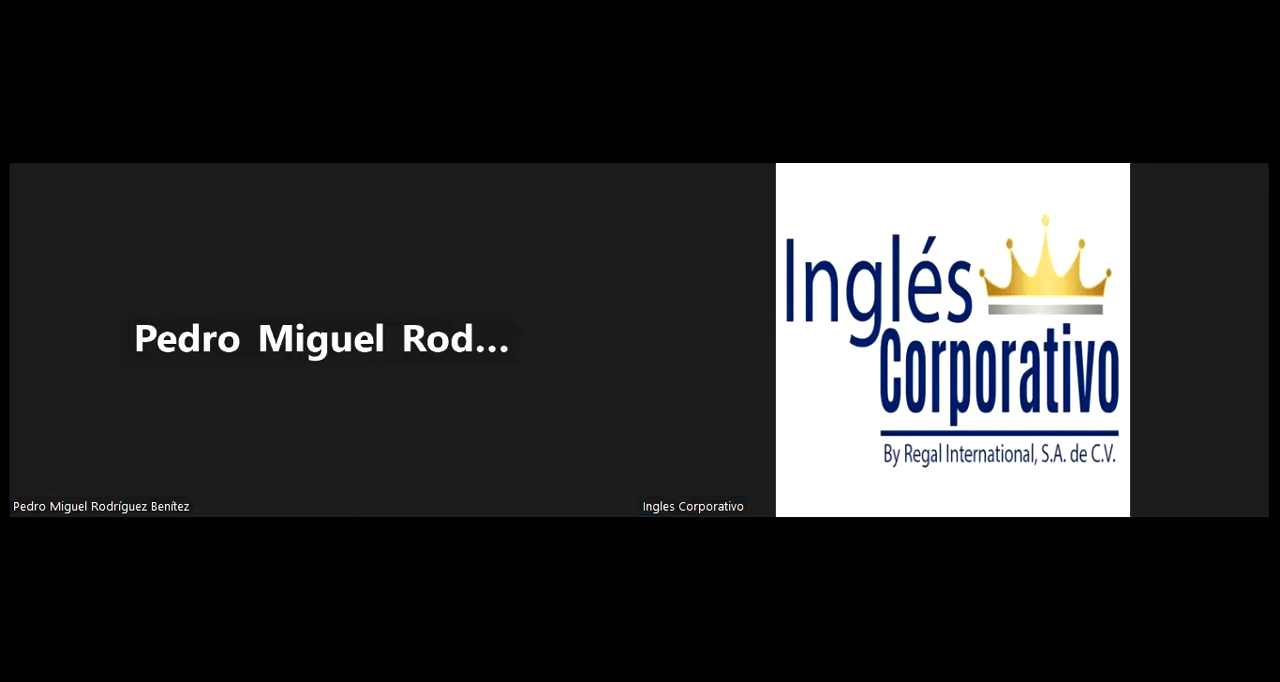 Pedro Miguel Rod...
Pedro Miguel Rodríguez Benítez
Inglés
Corporativo
By Regal International, S.A. de C.V.
Ingles Corporativo